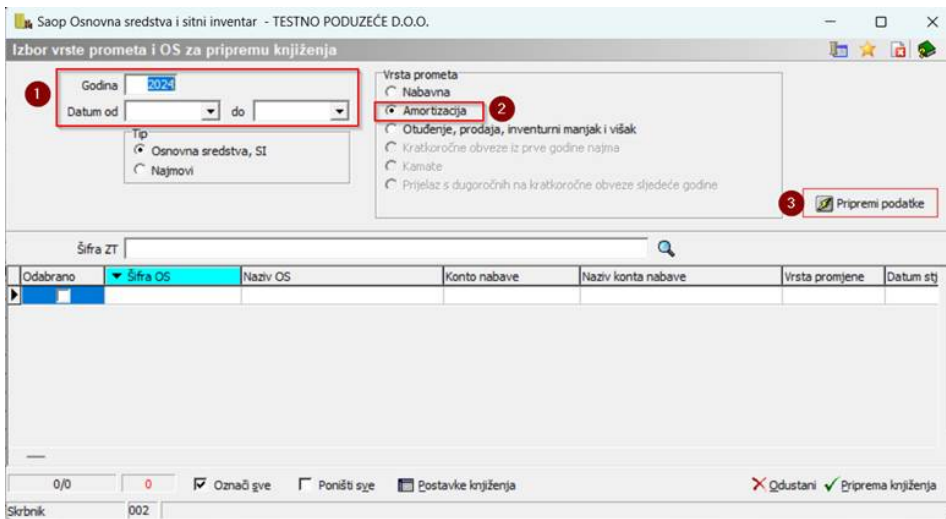 Saop Osnovna sredstva i sitni inventar - TESTNO PODUZEĆE D.O.O.
Izbor vrste prometa i OS za pripremu knjiženja
1
Godina 2024
Datum od do
Tip
Osnovna sredstva, SI
Najmovi
Vrsta prometa
Nabavna
Amortizacija 2
Otuđenje, prodaja, inventurni manjak i višak
Kratkoročne obveze iz prve godine najma
Kamate
Prijelaz s dugoročnih na kratkoročne obveze sljedeće godine
3 Pripremi podatke
Šifra ZT
Odabrano Šifra OS Naziv OS Konto nabave Naziv konta nabave Vrsta promjene Datum stj
0/0 0 Označi sve Poništi sve Postavke knjiženja Odustani Priprema knjiženja
Skrbnik 002